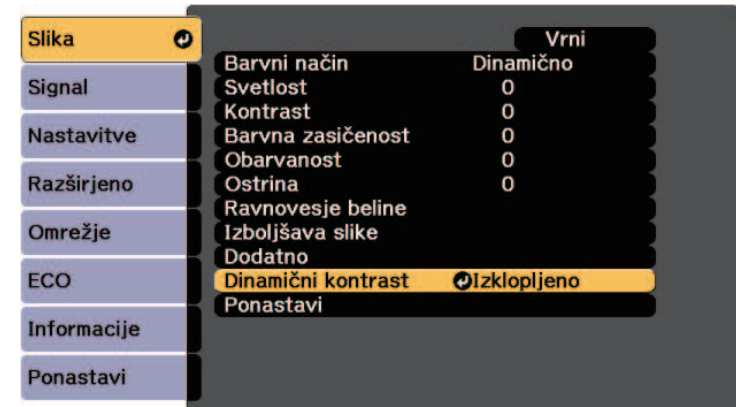 Slika
Signal
Nastavitve
Razširjeno
Omrežje
ECO
Informacije
Ponastavi
Vrni
Barvni način Dinamično
Svetlost 0
Kontrast 0
Barvna zasičenost 0
Obarvanost 0
Ostrina 0
Ravnovesje beline
Izboljšava slike
Dodatno
Dinamični kontrast Izklopljeno
Ponastavi